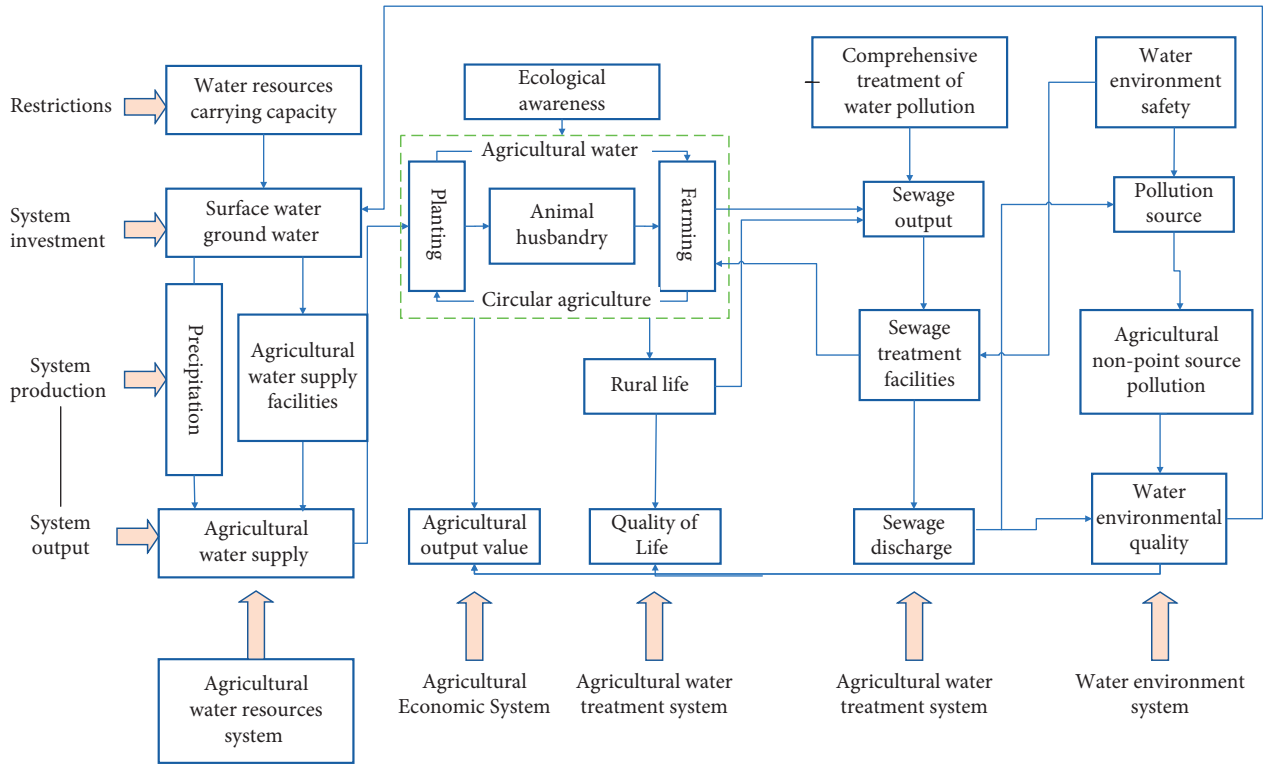 Restrictions
Water resources
carrying capacity
System
investment
Surface water
ground water
System
production
Precipitation
Agricultural
water supply
facilities
System
output
Agricultural
water supply
Agricultural
water resources
system
Ecological
awareness
Agricultural water
Planting
Animal
husbandry
Farming
Circular agriculture
Rural life
Agricultural
output value
Quality of
Life
Agricultural
Economic System
Agricultural water
treatment system
Comprehensive
treatment of
water pollution
Sewage
output
Sewage
treatment
facilities
Sewage
discharge
Agricultural water
treatment system
Water
environment
safety
Pollution
source
Agricultural
non-point source
pollution
Water
environmental
quality
Water environment
system